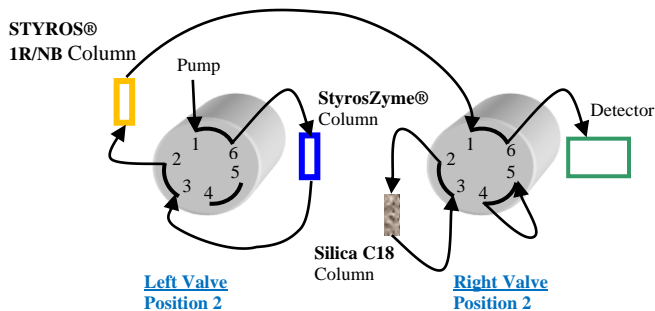 STYROS®
1R/NB Column
Pump
StyrosZyme®
Column
Detector
1
6
2
5
3
4
1
6
2
5
3
4
Silica C18
Column
Left Valve
Position 2
Right Valve
Position 2